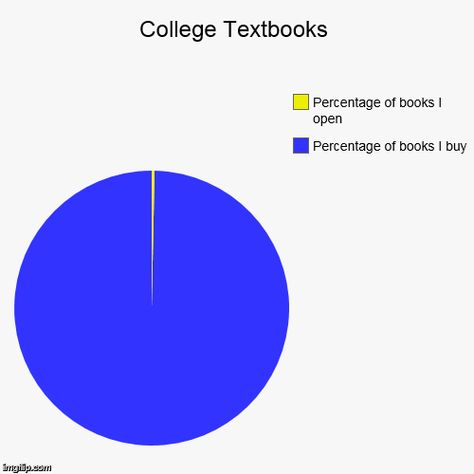 College Textbooks
Percentage of books I
open
Percentage of books I buy
imgflip.com